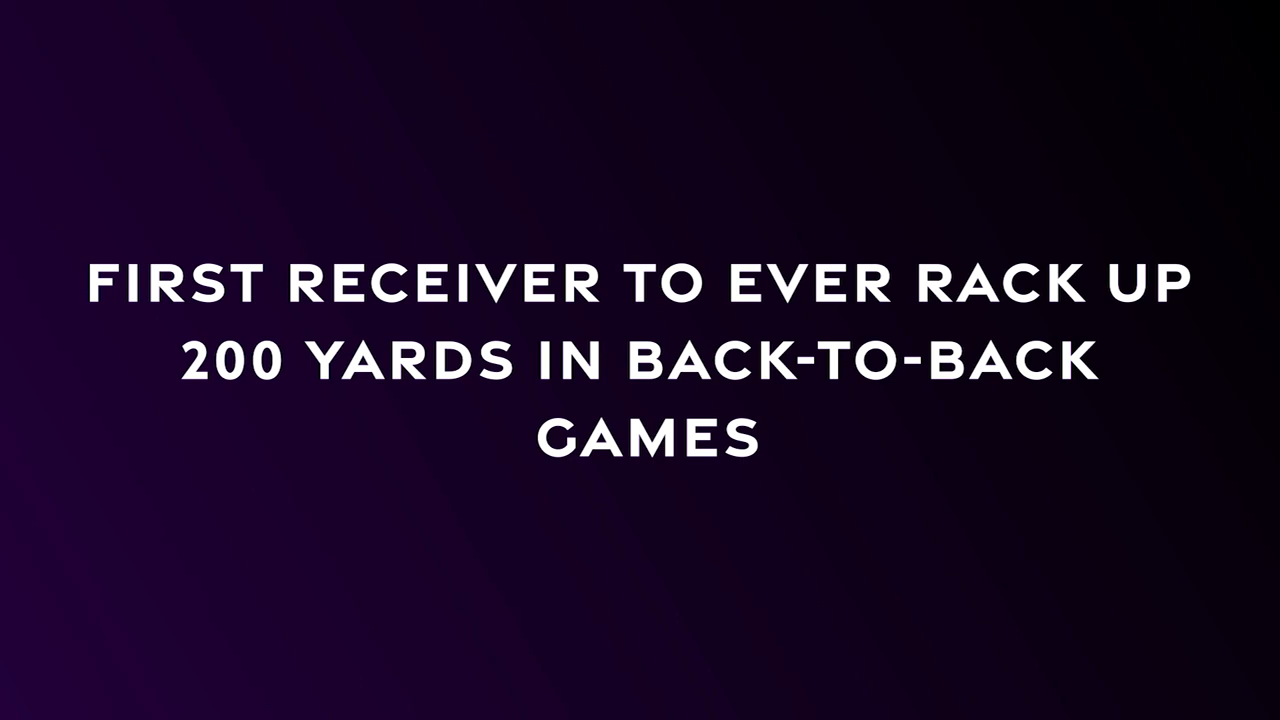 FIRST RECEIVER TO EVER RACK UP
200 YARDS IN BACK-TO-BACK
GAMES